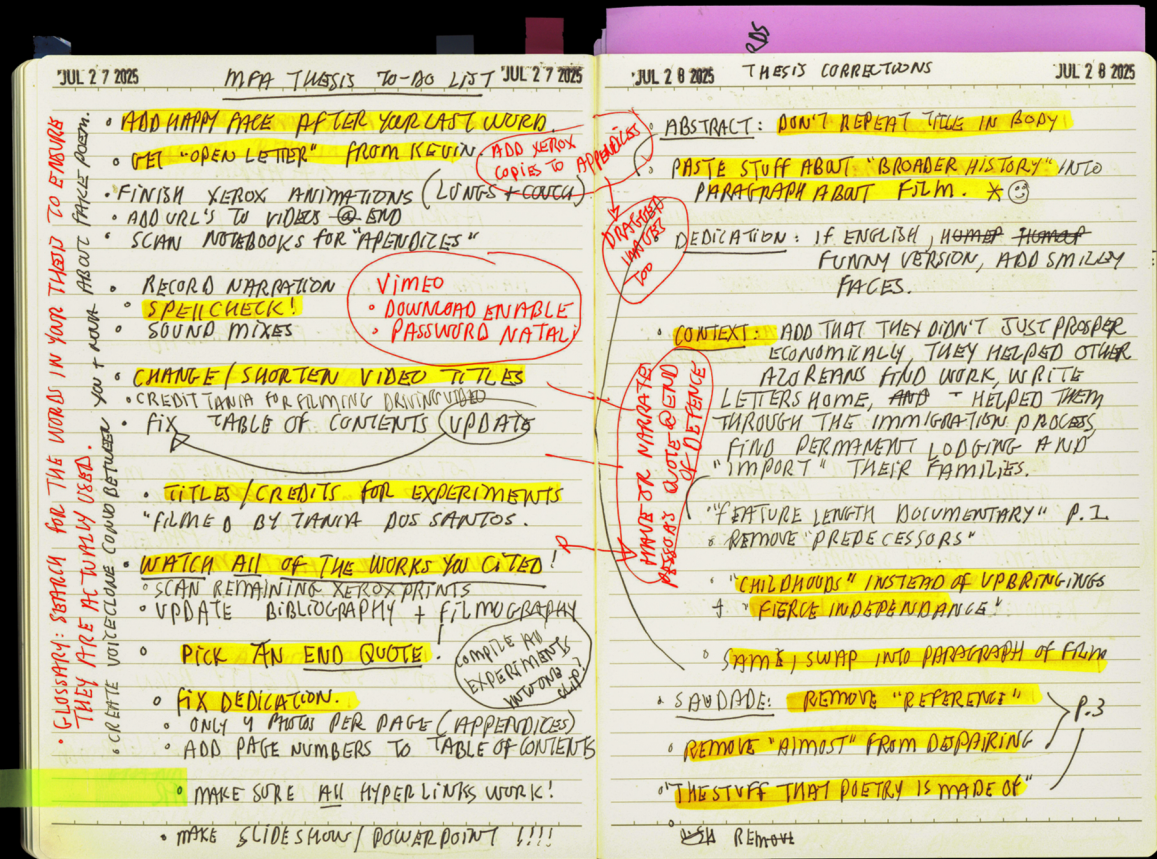 JUL 27 2025 MFA THESIS TO-DO LIST JUL 27 2025
• ADD HAPPY FACE AFTER YOUR LAST WORD.
• GET "OPEN LETTER" FROM KEVIN
• FINISH XEROX ANIMATIONS (LUNGS + COUCH)
• ADD URL'S TO VIDEOS @ END
• SCAN NOTEBOOKS FOR "APENDICES"
• RECORD NARRATION
• SPELLCHECK!
• SOUND MIXES
• CHANGE/SHORTEN VIDEO TITLES
• CREDIT TANIA FOR FILMING DRIVING VIDEO
• FIX TABLE OF CONTENTS (UPDATE)
• TITLES/CREDITS FOR EXPERIMENTS
"FILMED BY TANIA DOS SANTOS.
• WATCH All OF THE WORKS YOU CITED!
• SCAN REMAINING XEROX PRINTS
• UPDATE BIBLIOGRAPHY + FILMOGRAPHY
• PICK AN END QUOTE!
• FIX DEDICATION.
• ONLY 4 PHOTOS PER PAGE (APPENDICES)
• ADD PAGE NUMBERS TO TABLE OF CONTENTS
• MAKE SURE All HYPERLINKS WORK!
• MAKE SLIDESHOW/POWERPOINT !!!!
• GLOSSARY: SEARCH FOR THE WORDS IN YOUR THESIS TO ENSURE
THEY ARE ACTUALLY USED.
• CREATE VOICECLONE CONVO BETWEEN YOU + NONA ABOUT POEM.
ADD XEROX
COPIES TO APPENDICES
DRAGGED
IMAGES
TOO
VIMEO
• DOWNLOAD ENABLE
• PASSWORD NATALI
COMPILE All
EXPERIMENTS
INTO ONE
CLIP!
HAVE JR NARRATE
QUOTE @ END
OF DEFENCE
JUL 28 2025 THESIS CORRECTIONS JUL 28 2025
• ABSTRACT: DON'T REPEAT TITLE IN BODY
• PASTE STUFF ABOUT "BROADER HISTORY" INTO
PARAGRAPH ABOUT FILM. * ☺
DEDICATION: IF ENGLISH,
FUNNY VERSION, ADD SMILLY
FACES.
• CONTEXT: ADD THAT THEY DIDN'T JUST PROSPER
ECONOMICALLY, THEY HELPED OTHER
AZOREANS FIND WORK, WRITE
LETTERS HOME, AND + HELPED THEM
THROUGH THE IMMIGRATION PROCESS,
FIND PERMANENT LODGING AND
"IMPORT" THEIR FAMILIES.
• "FEATURE LENGTH DOCUMENTARY" P.1
• REMOVE "PREDECESSORS"
• "CHILDHOODS" INSTEAD OF UPBRINGINGS
+ "FIERCE INDEPENDANCE."
• SAME, SWAP INTO PARAGRAPH OF FILM
• SAUDADE: REMOVE "REFERENCE"
P.3
• REMOVE "ALMOST" FROM DESPAIRING
• "THE STUFF THAT POETRY IS MADE OF"
• REMOVE